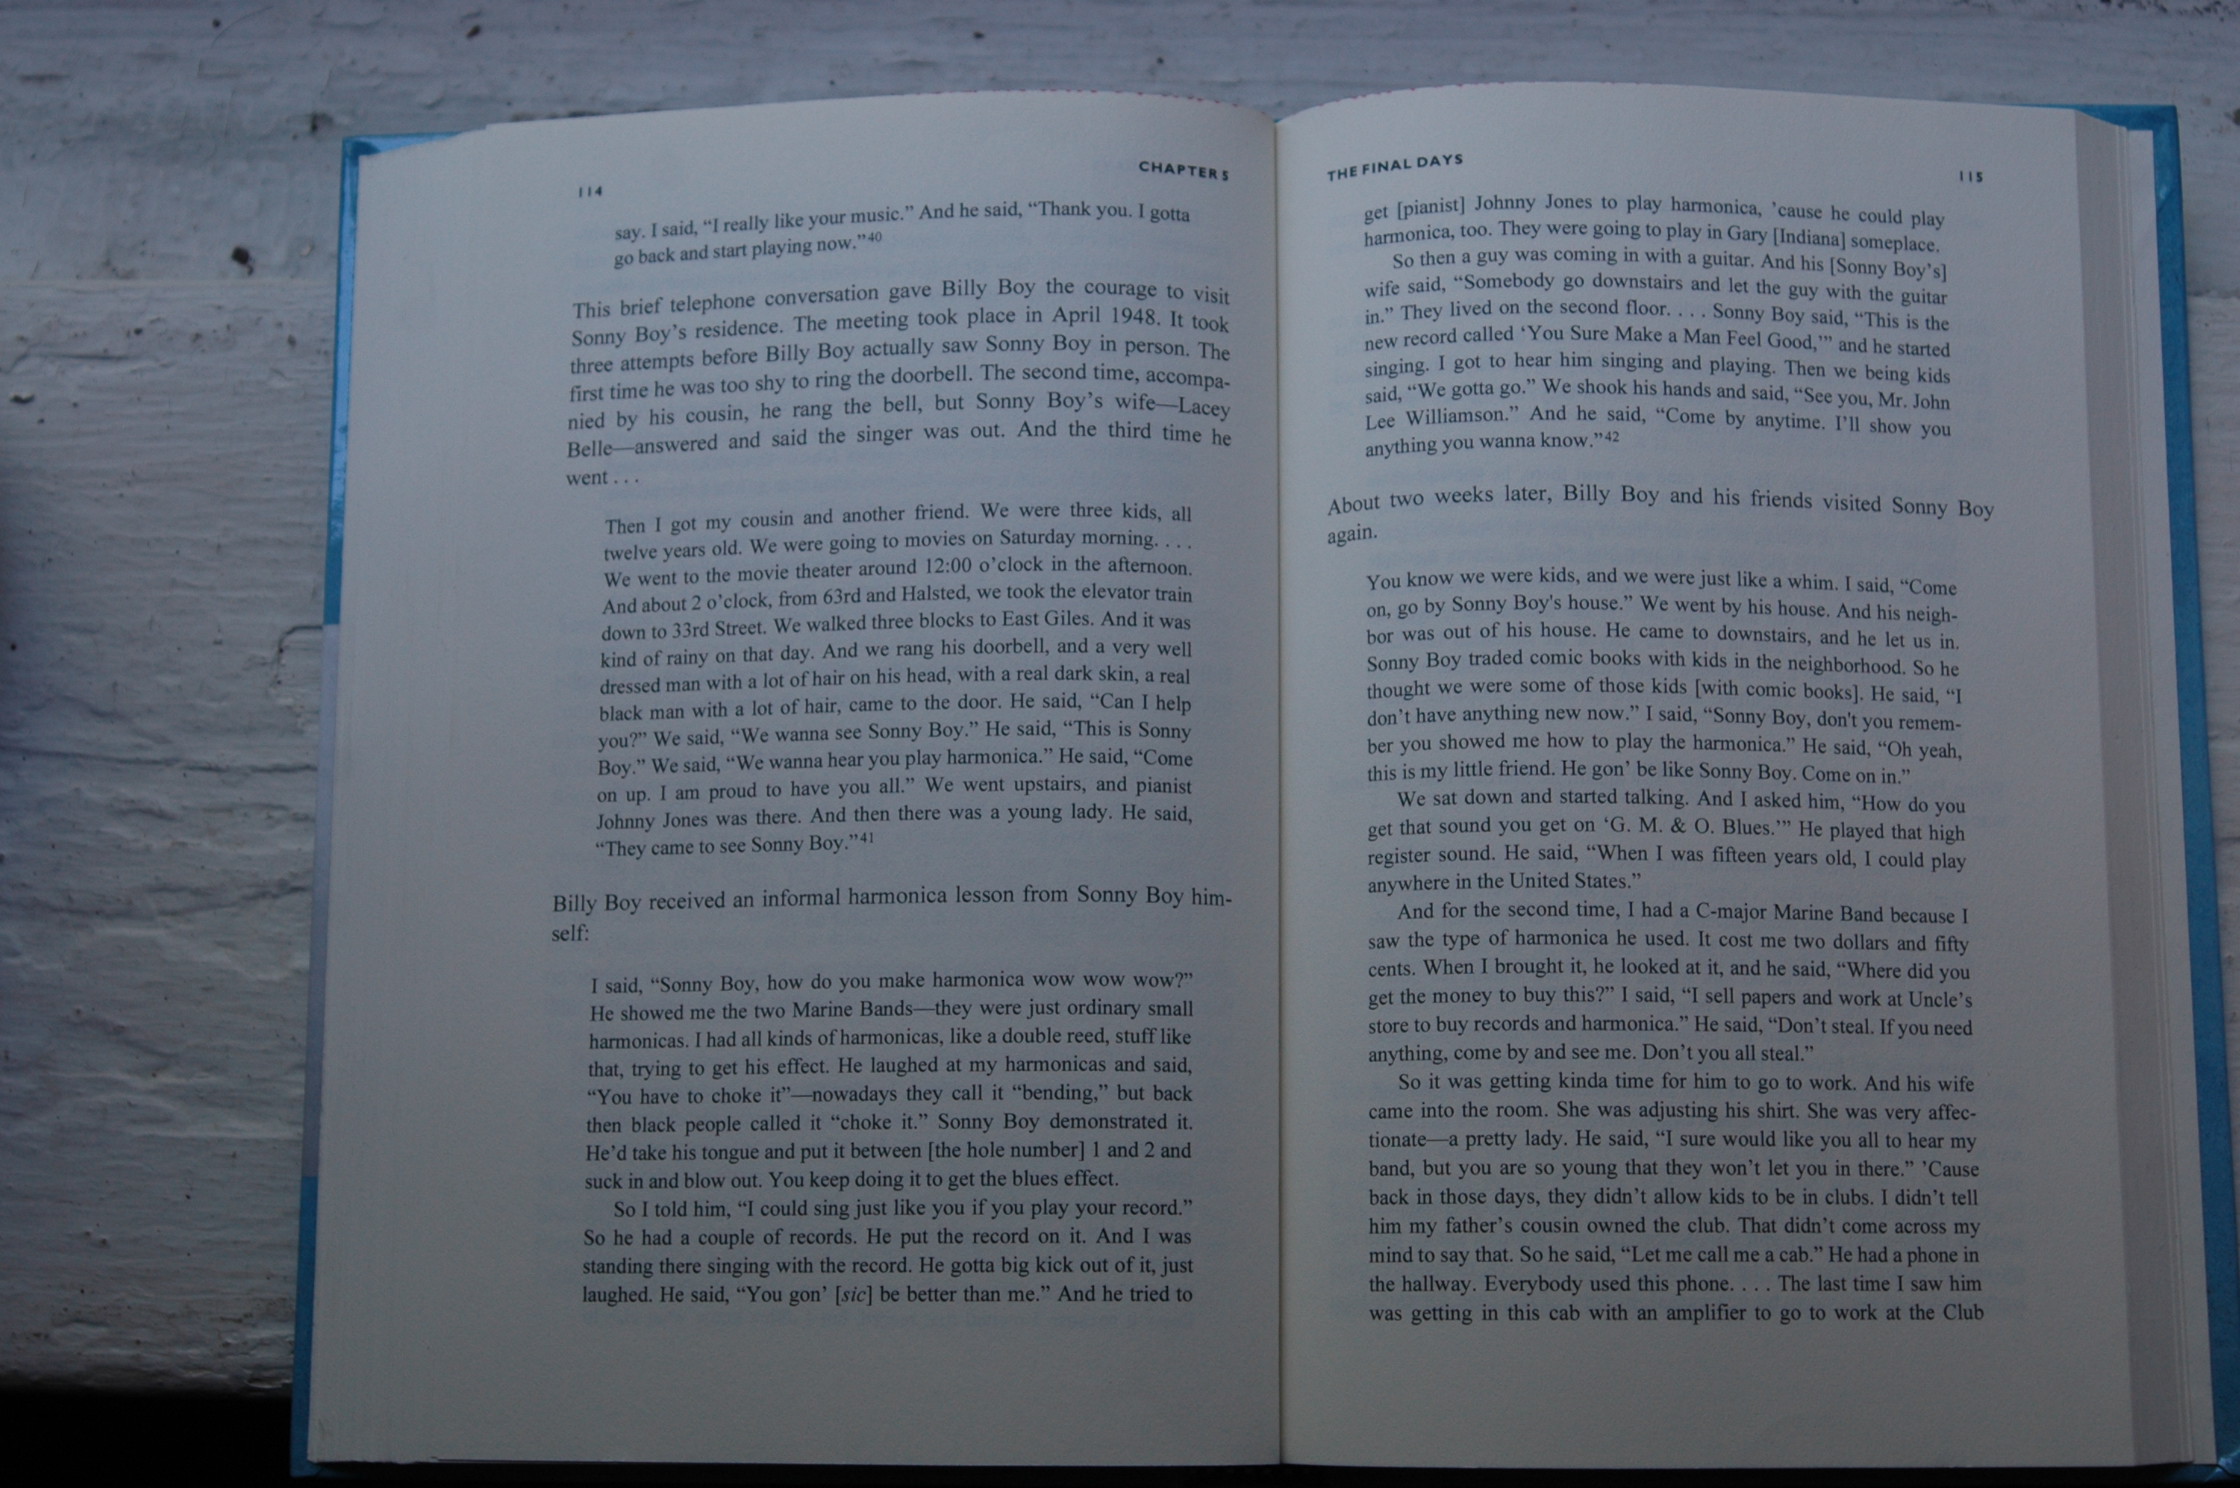 114
CHAPTER 5
say. I said, “I really like your music.” And he said, “Thank you. I gotta
go back and start playing now.”40
This brief telephone conversation gave Billy Boy the courage to visit
Sonny Boy’s residence. The meeting took place in April 1948. It took
three attempts before Billy Boy actually saw Sonny Boy in person. The
first time he was too shy to ring the doorbell. The second time, accompa-
nied by his cousin, he rang the bell, but Sonny Boy’s wife—Lacey
Belle—answered and said the singer was out. And the third time he
went . . .
Then I got my cousin and another friend. We were three kids, all
twelve years old. We were going to movies on Saturday morning. . . .
We went to the movie theater around 12:00 o’clock in the afternoon.
And about 2 o’clock, from 63rd and Halsted, we took the elevator train
down to 33rd Street. We walked three blocks to East Giles. And it was
kind of rainy on that day. And we rang his doorbell, and a very well
dressed man with a lot of hair on his head, with a real dark skin, a real
black man with a lot of hair, came to the door. He said, “Can I help
you?” We said, “We wanna see Sonny Boy.” He said, “This is Sonny
Boy.” We said, “We wanna hear you play harmonica.” He said, “Come
on up. I am proud to have you all.” We went upstairs, and pianist
Johnny Jones was there. And then there was a young lady. He said,
“They came to see Sonny Boy.”41
Billy Boy received an informal harmonica lesson from Sonny Boy him-
self:
I said, “Sonny Boy, how do you make harmonica wow wow wow?”
He showed me the two Marine Bands—they were just ordinary small
harmonicas. I had all kinds of harmonicas, like a double reed, stuff like
that, trying to get his effect. He laughed at my harmonicas and said,
“You have to choke it”—nowadays they call it “bending,” but back
then black people called it “choke it.” Sonny Boy demonstrated it.
He’d take his tongue and put it between [the hole number] 1 and 2 and
suck in and blow out. You keep doing it to get the blues effect.
So I told him, “I could sing just like you if you play your record.”
So he had a couple of records. He put the record on it. And I was
standing there singing with the record. He gotta big kick out of it, just
laughed. He said, “You gon’ [sic] be better than me.” And he tried to
THE FINAL DAYS
115
get [pianist] Johnny Jones to play harmonica, ’cause he could play
harmonica, too. They were going to play in Gary [Indiana] someplace.
So then a guy was coming in with a guitar. And his [Sonny Boy’s]
wife said, “Somebody go downstairs and let the guy with the guitar
in.” They lived on the second floor. . . . Sonny Boy said, “This is the
new record called ‘You Sure Make a Man Feel Good,’” and he started
singing. I got to hear him singing and playing. Then we being kids
said, “We gotta go.” We shook his hands and said, “See you, Mr. John
Lee Williamson.” And he said, “Come by anytime. I’ll show you
anything you wanna know.”42
About two weeks later, Billy Boy and his friends visited Sonny Boy
again.
You know we were kids, and we were just like a whim. I said, “Come
on, go by Sonny Boy's house.” We went by his house. And his neigh-
bor was out of his house. He came to downstairs, and he let us in.
Sonny Boy traded comic books with kids in the neighborhood. So he
thought we were some of those kids [with comic books]. He said, “I
don’t have anything new now.” I said, “Sonny Boy, don't you remem-
ber you showed me how to play the harmonica.” He said, “Oh yeah,
this is my little friend. He gon’ be like Sonny Boy. Come on in.”
We sat down and started talking. And I asked him, “How do you
get that sound you get on ‘G. M. & O. Blues.’” He played that high
register sound. He said, “When I was fifteen years old, I could play
anywhere in the United States.”
And for the second time, I had a C-major Marine Band because I
saw the type of harmonica he used. It cost me two dollars and fifty
cents. When I brought it, he looked at it, and he said, “Where did you
get the money to buy this?” I said, “I sell papers and work at Uncle’s
store to buy records and harmonica.” He said, “Don’t steal. If you need
anything, come by and see me. Don’t you all steal.”
So it was getting kinda time for him to go to work. And his wife
came into the room. She was adjusting his shirt. She was very affec-
tionate—a pretty lady. He said, “I sure would like you all to hear my
band, but you are so young that they won’t let you in there.” ’Cause
back in those days, they didn’t allow kids to be in clubs. I didn’t tell
him my father’s cousin owned the club. That didn’t come across my
mind to say that. So he said, “Let me call me a cab.” He had a phone in
the hallway. Everybody used this phone. . . . The last time I saw him
was getting in this cab with an amplifier to go to work at the Club